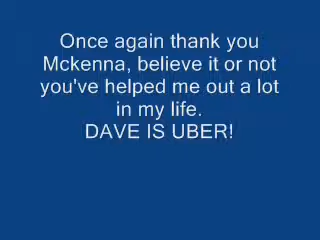 Once again thank you
Mckenna, believe it or not
you've helped me out a lot
in my life.
DAVE IS UBER!